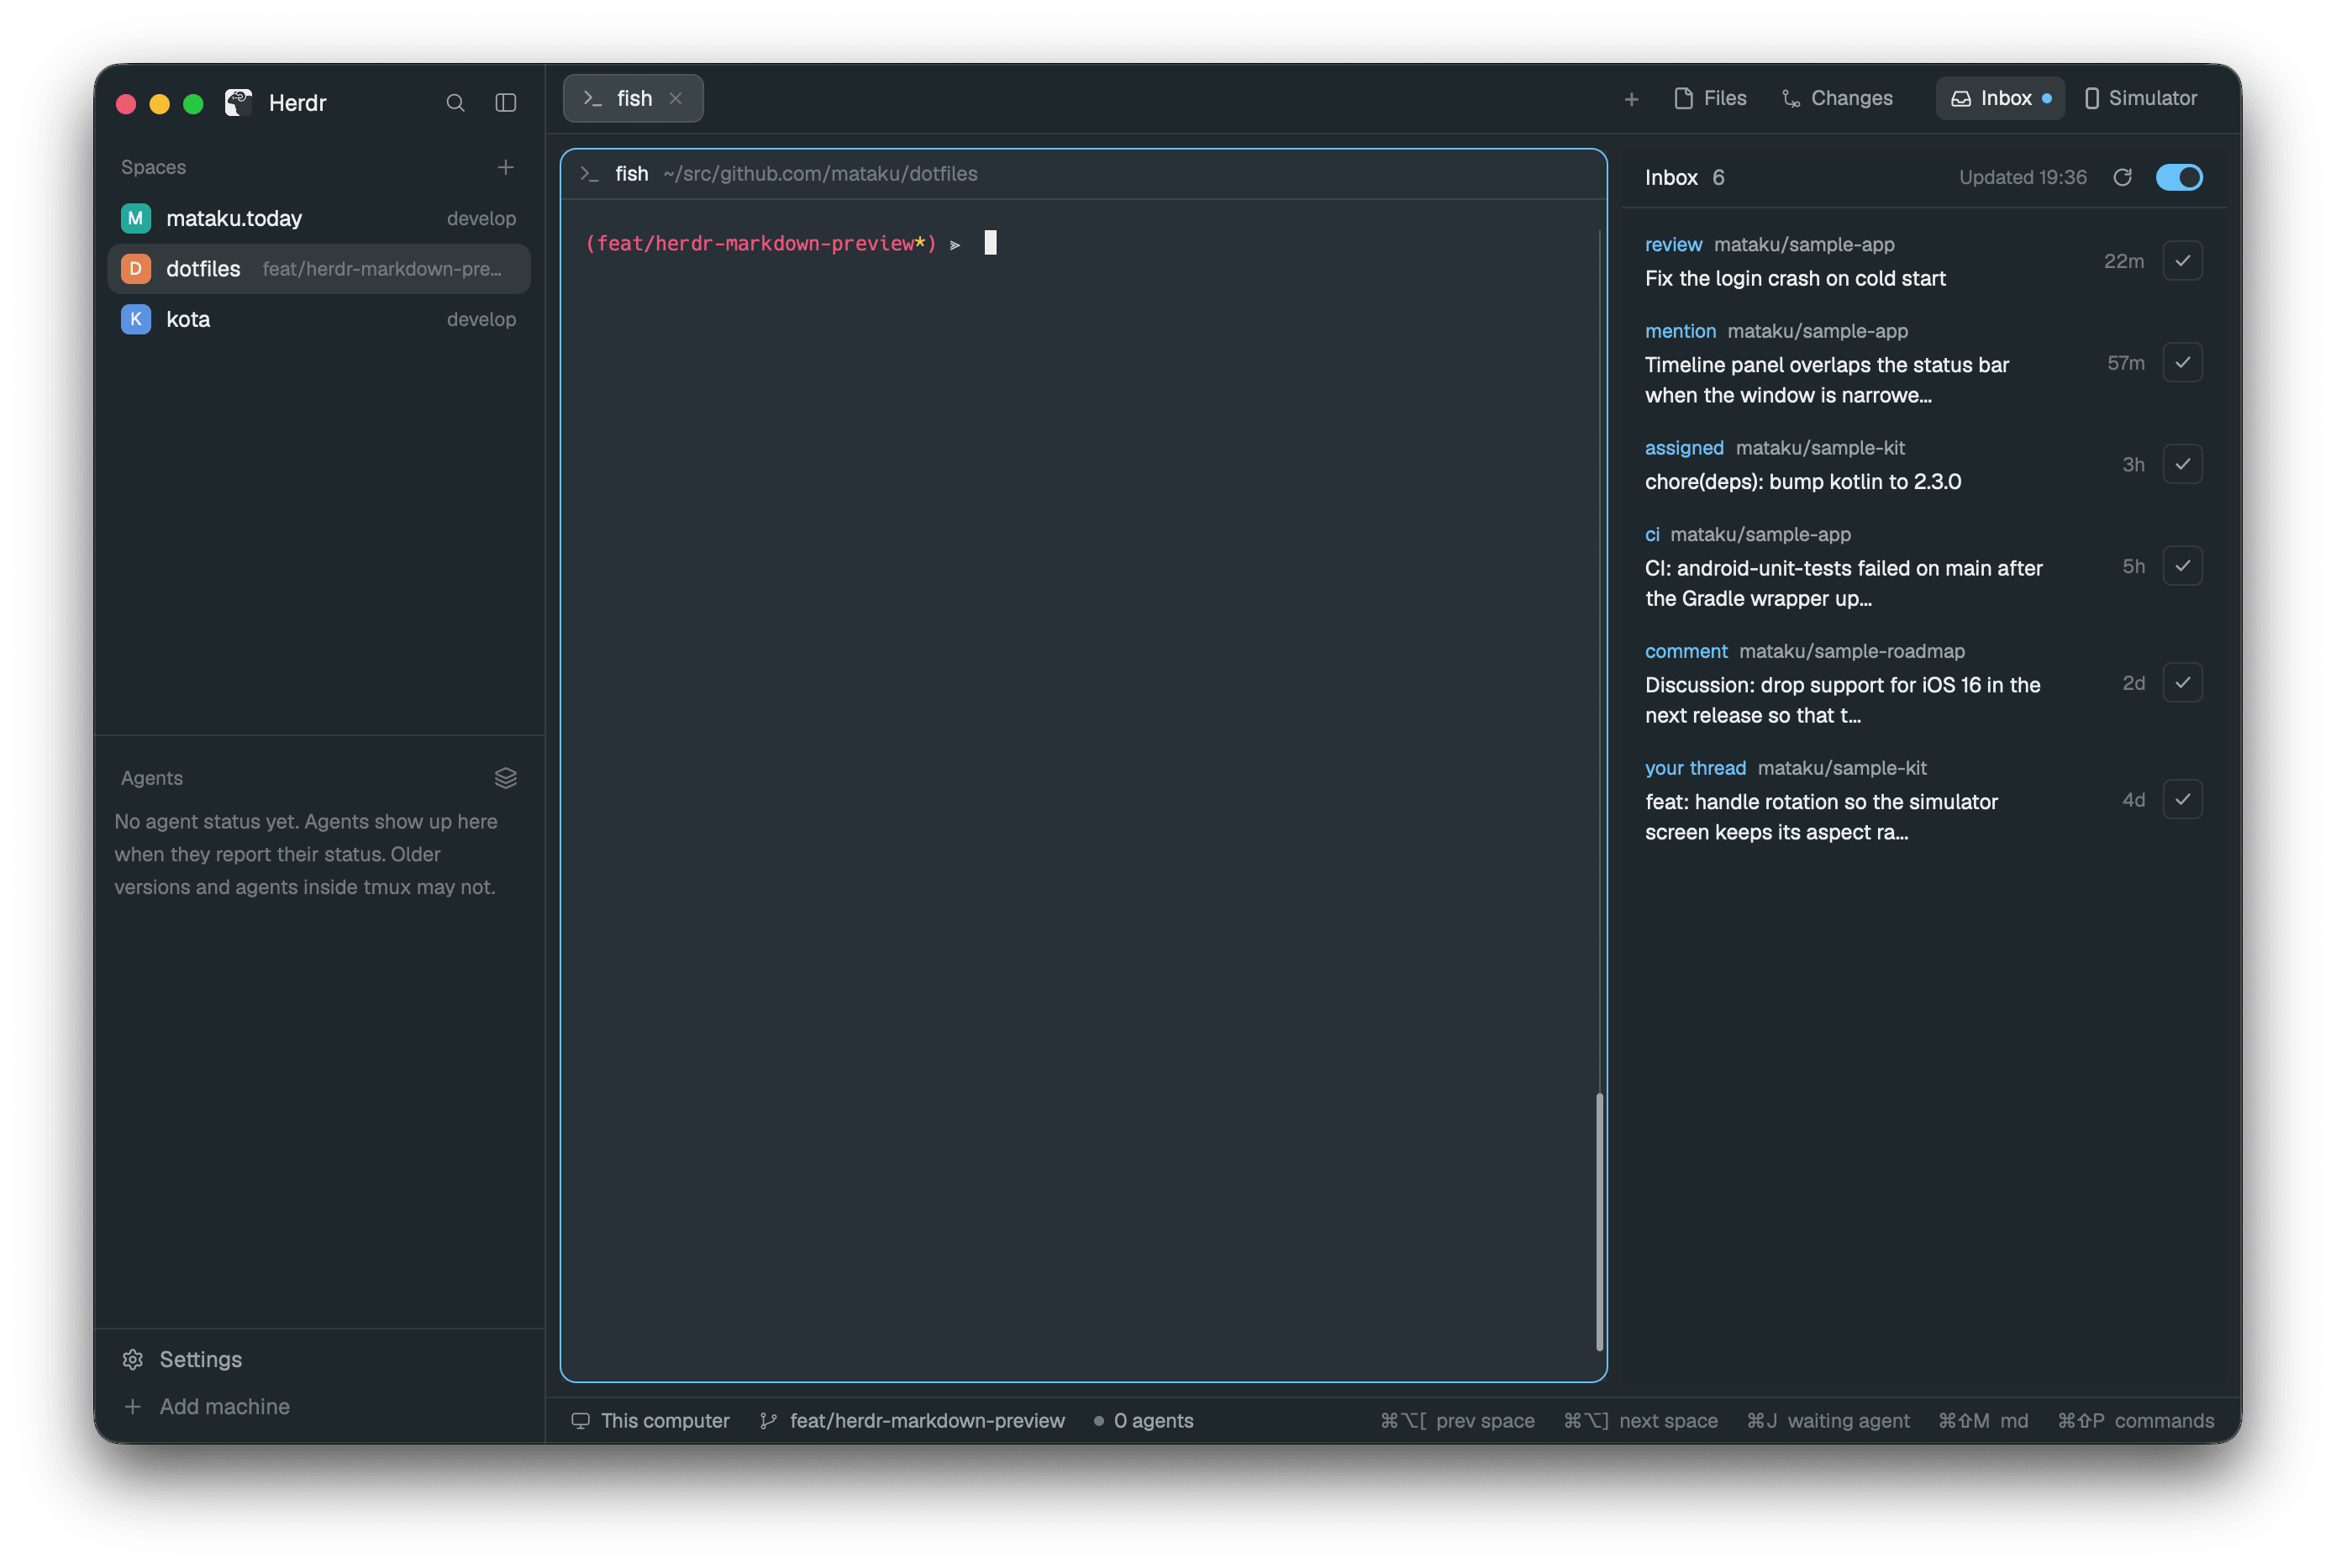 Herdr
Spaces
M mataku.today develop
D dotfiles feat/herdr-markdown-pre...
K kota develop
Agents
No agent status yet. Agents show up here
when they report their status. Older
versions and agents inside tmux may not.
Settings
Add machine
fish
Files
Changes
Inbox
Simulator
fish ~/src/github.com/mataku/dotfiles
(feat/herdr-markdown-preview*) ⪢
Inbox 6 Updated 19:36
review mataku/sample-app
Fix the login crash on cold start
22m
mention mataku/sample-app
Timeline panel overlaps the status bar
when the window is narrowe...
57m
assigned mataku/sample-kit
chore(deps): bump kotlin to 2.3.0
3h
ci mataku/sample-app
CI: android-unit-tests failed on main after
the Gradle wrapper up...
5h
comment mataku/sample-roadmap
Discussion: drop support for iOS 16 in the
next release so that t...
2d
your thread mataku/sample-kit
feat: handle rotation so the simulator
screen keeps its aspect ra...
4d
This computer feat/herdr-markdown-preview 0 agents ⌘⌥[ prev space ⌘⌥] next space ⌘J waiting agent ⌘⇧M md ⌘⇧P commands